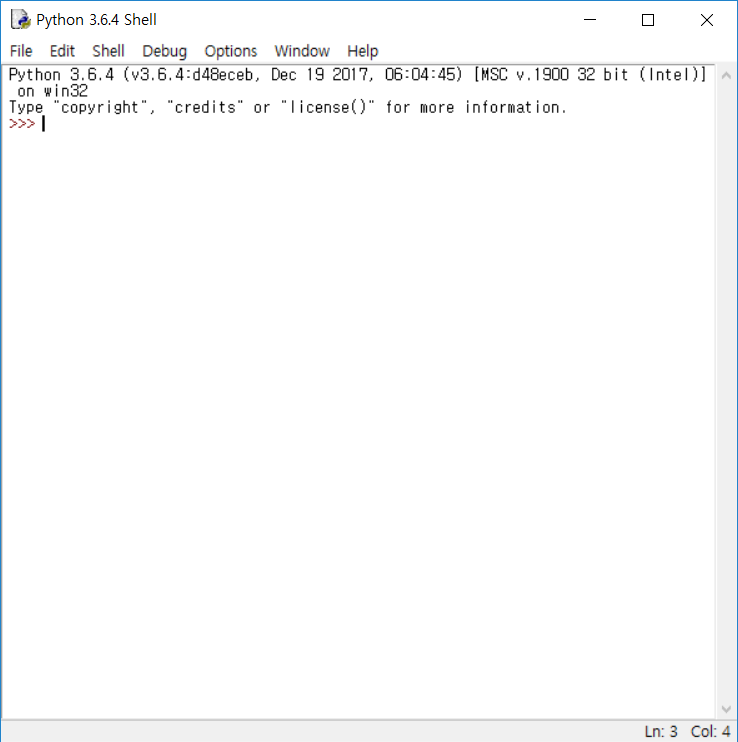 Python 3.6.4 Shell
File Edit Shell Debug Options Window Help
Python 3.6.4 (v3.6.4:d48eceb, Dec 19 2017, 06:04:45) [MSC v.1900 32 bit (Intel)]
 on win32
Type "copyright", "credits" or "license()" for more information.
>>>
Ln: 3 Col: 4